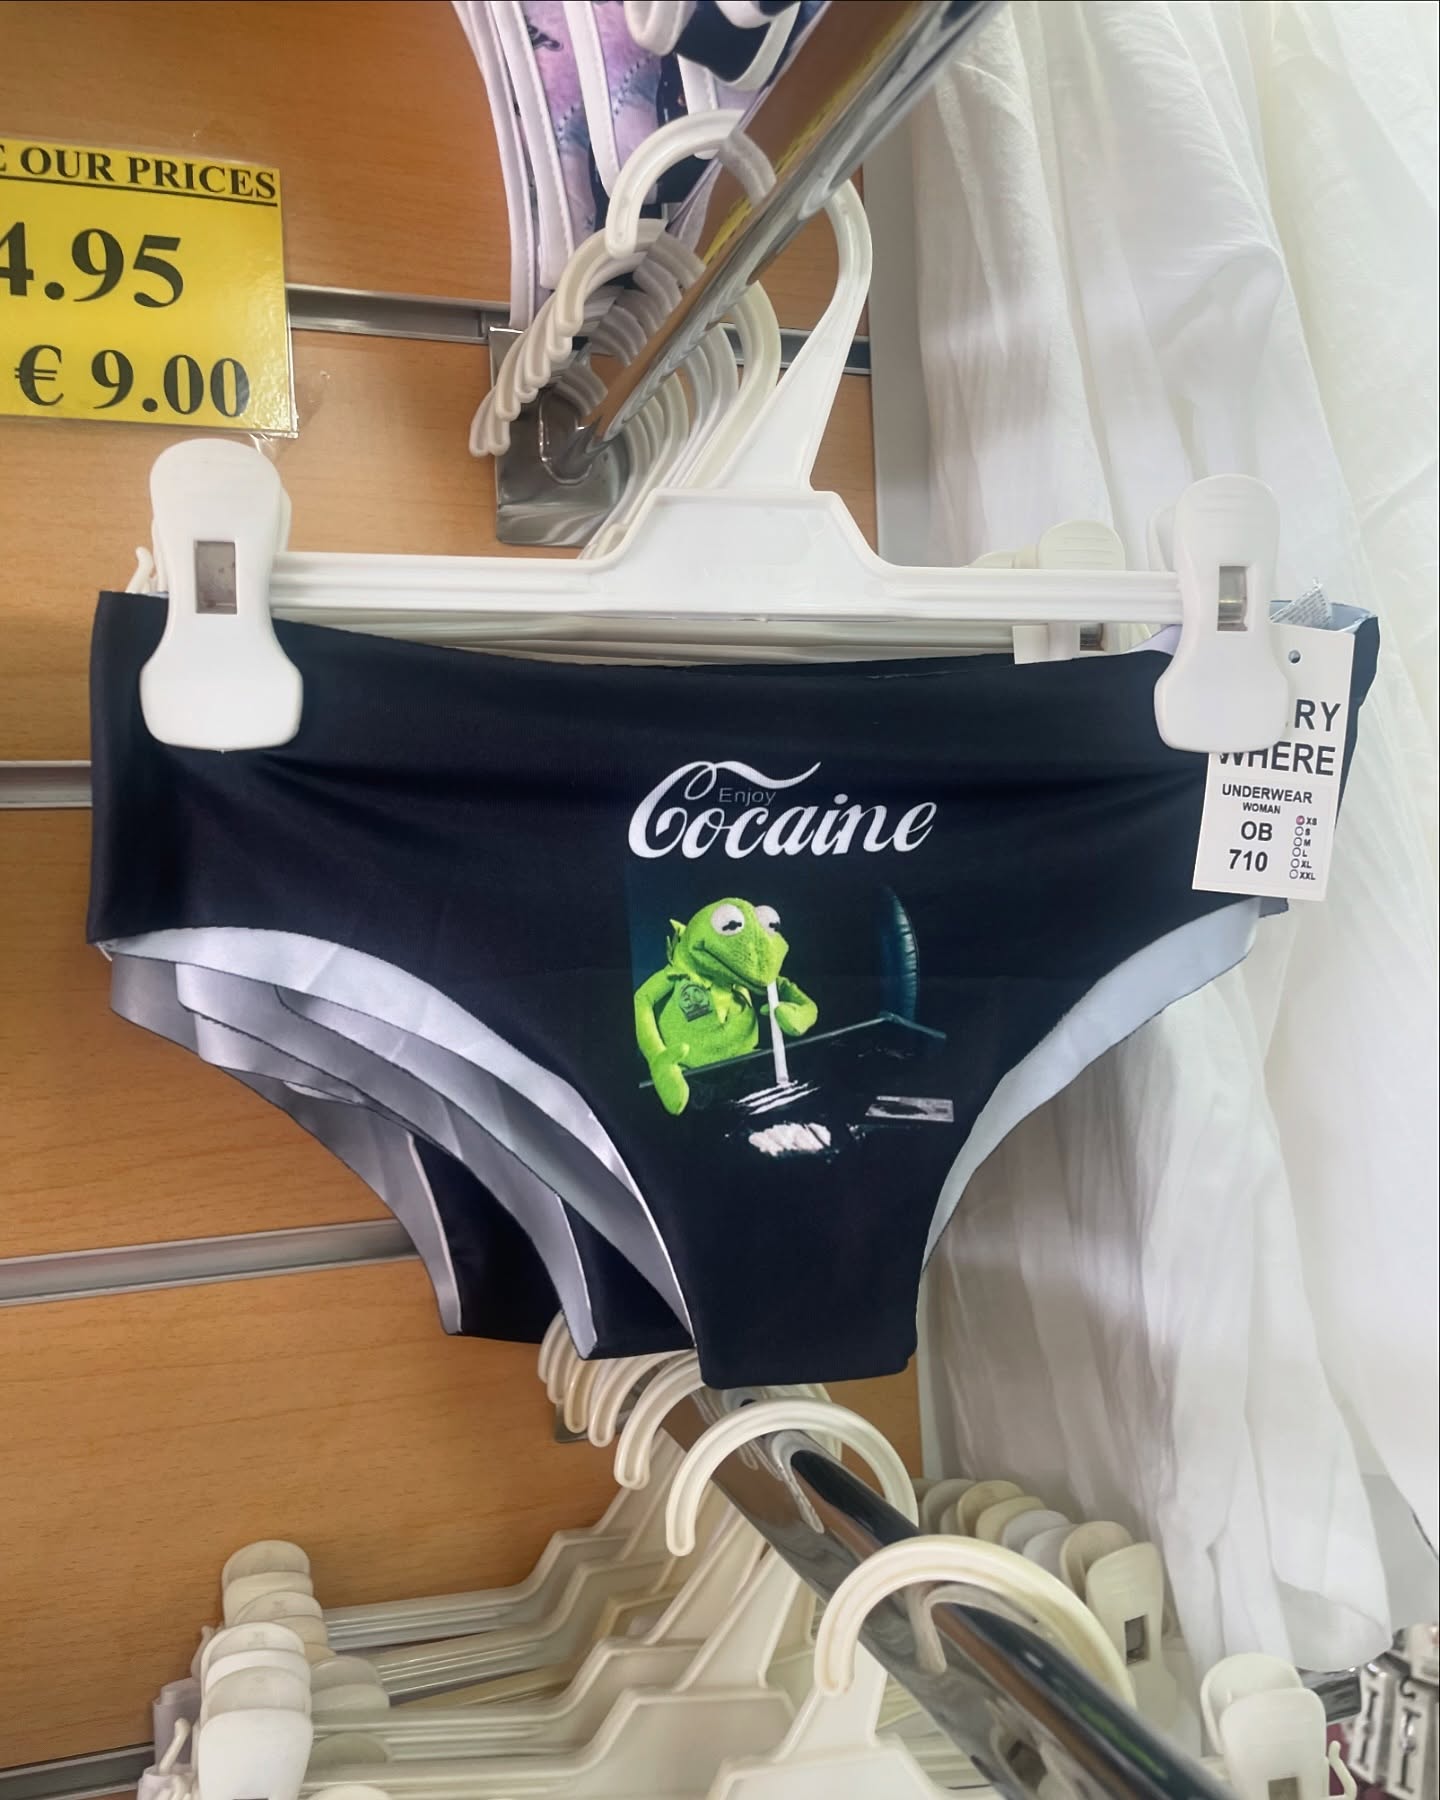 OUR PRICES
4.95
€ 9.00
Enjoy
Cocaine
RY
WHERE
UNDERWEAR
WOMAN
OB
710
XS
S
M
L
XL
XXL